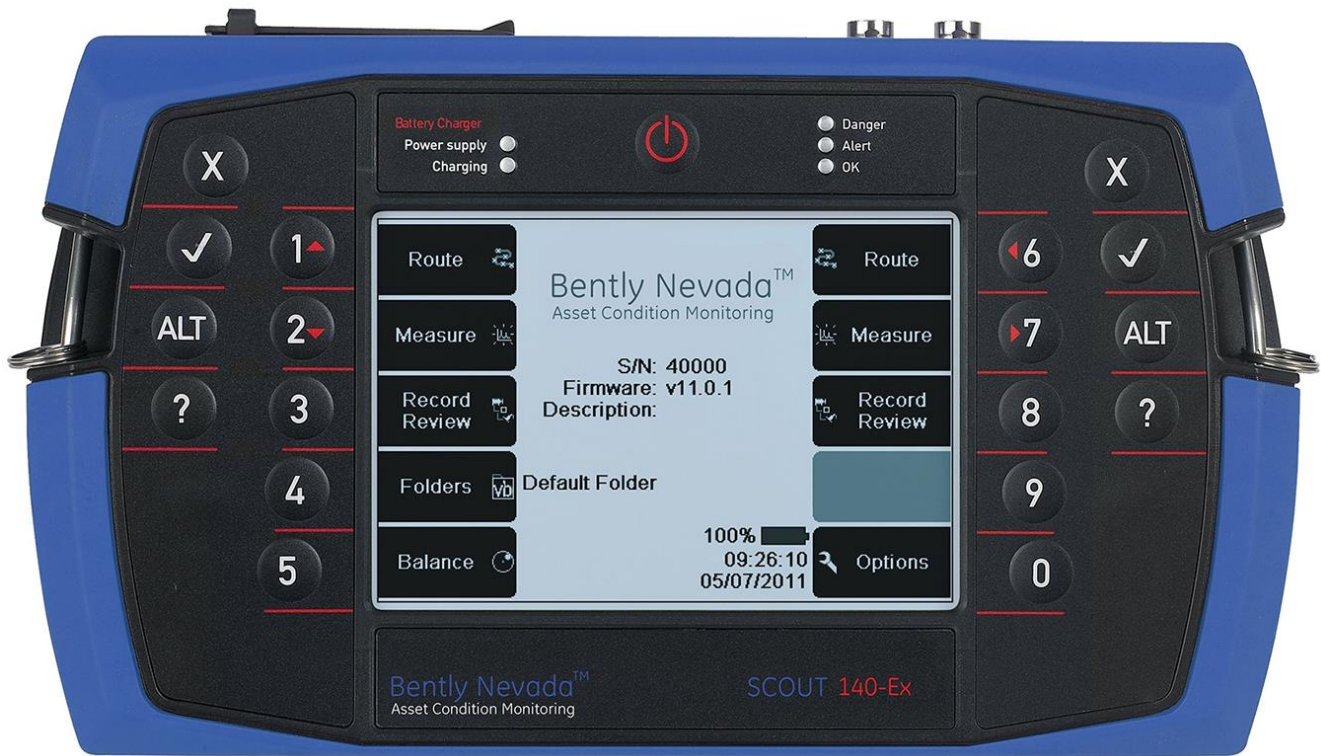 Battery Charger
Power supply
Charging
Danger
Alert
OK
X
✓
1
ALT
2
?
3
4
5
Route
Measure
Record
Review
Folders
vb
Balance
Bently Nevada™
Asset Condition Monitoring
S/N: 40000
Firmware: v11.0.1
Description:
Default Folder
100%
09:26:10
05/07/2011
Route
Measure
Record
Review
Options
X
6
✓
7
ALT
8
?
9
0
Bently Nevada™
Asset Condition Monitoring
SCOUT 140-Ex